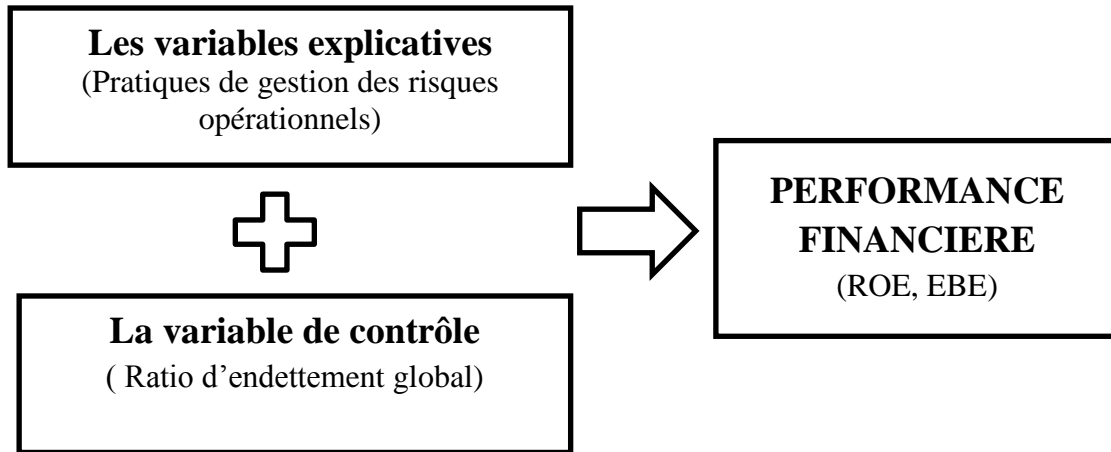 Les variables explicatives
(Pratiques de gestion des risques
opérationnels)
La variable de contrôle
( Ratio d’endettement global)
PERFORMANCE
FINANCIERE
(ROE, EBE)